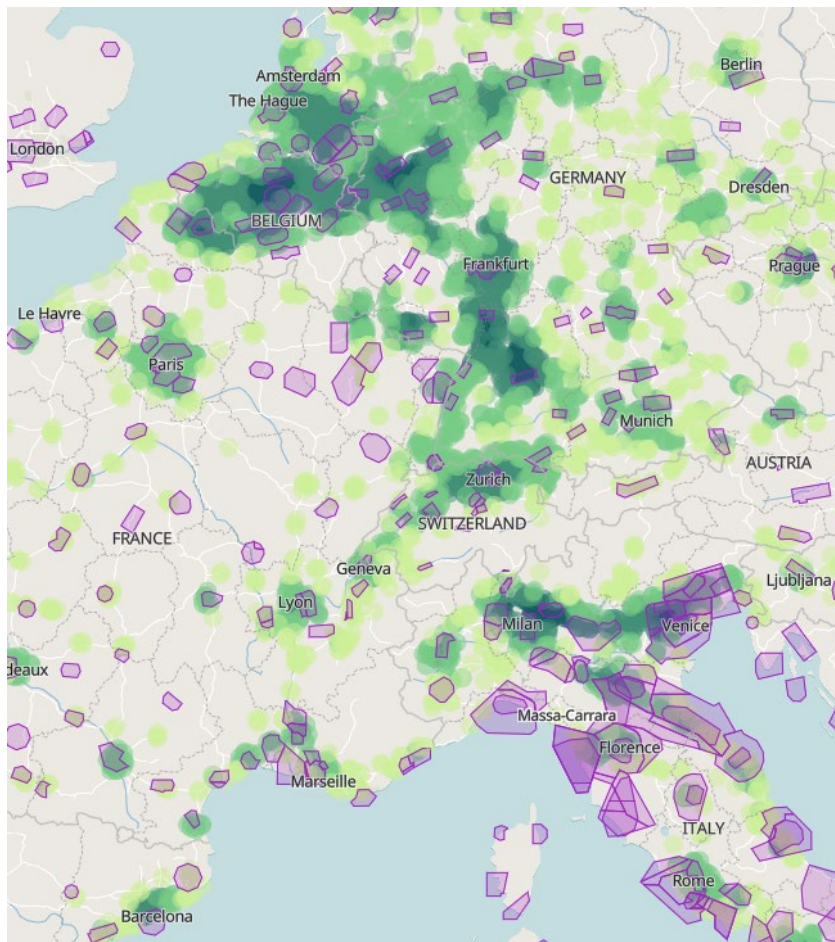 Berlin
Amsterdam
The Hague
London
GERMANY
Dresden
BELGIUM
Frankfurt
Prague
Le Havre
Paris
Munich
AUSTRIA
Zurich
SWITZERLAND
FRANCE
Geneva
Ljubljana
Lyon
Milan
Venice
deaux
Massa-Carrara
Florence
Marseille
ITALY
Rome
Barcelona